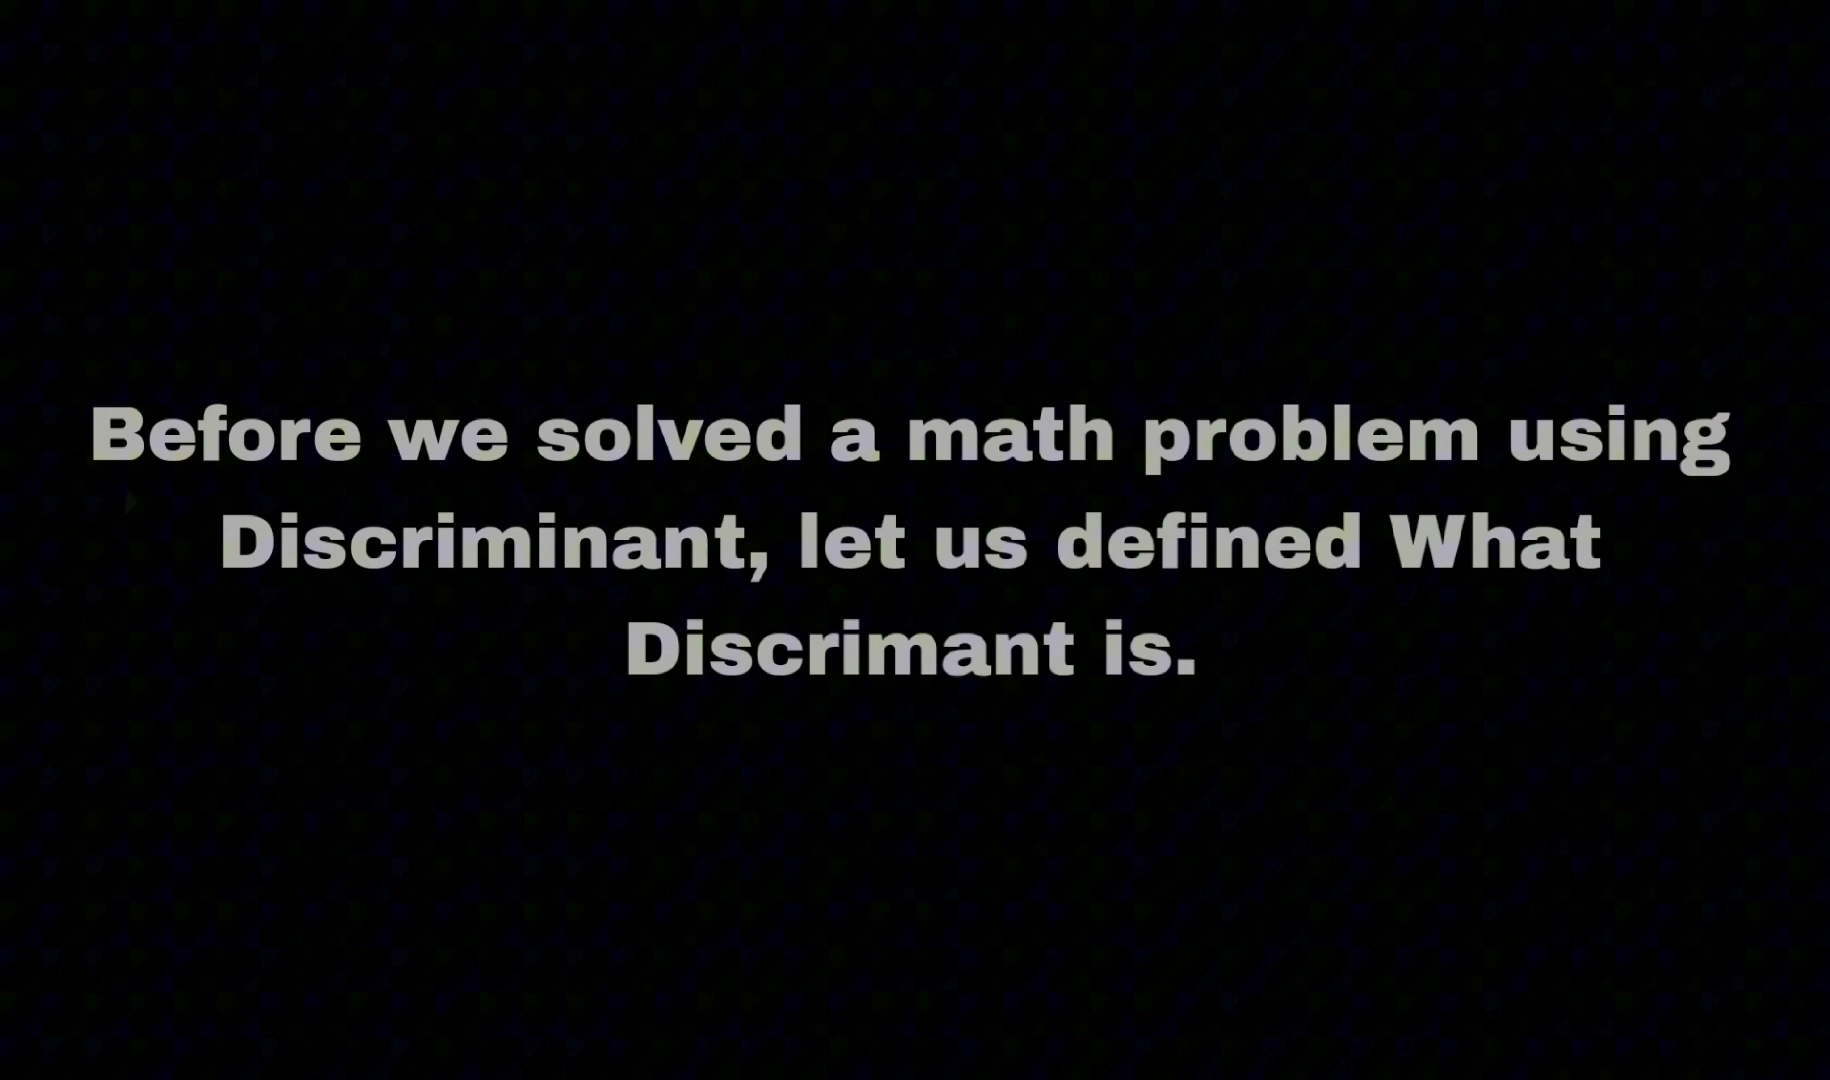 Before we solved a math problem using
Discriminant, let us defined What
Discrimant is.